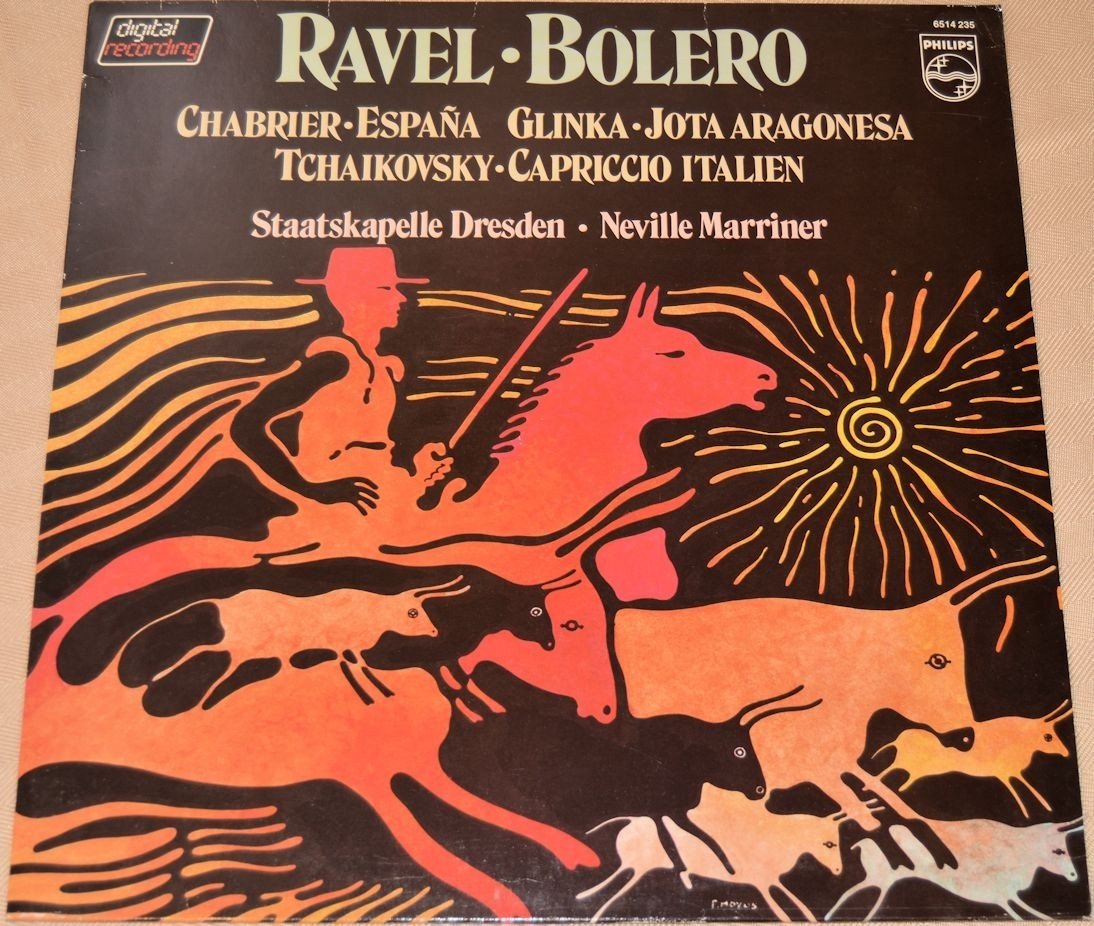 digital
recording
RAVEL · BOLERO
6514 235
PHILIPS
CHABRIER · ESPAÑA GLINKA · JOTA ARAGONESA
TCHAIKOVSKY · CAPRICCIO ITALIEN
Staatskapelle Dresden · Neville Marriner